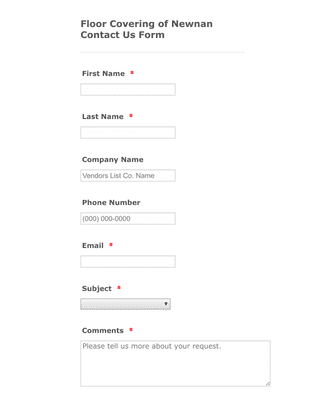 Floor Covering of Newnan
Contact Us Form
First Name *
Last Name *
Company Name
Vendors List Co. Name
Phone Number
(000) 000-0000
Email *
Subject *
Comments *
Please tell us more about your request.